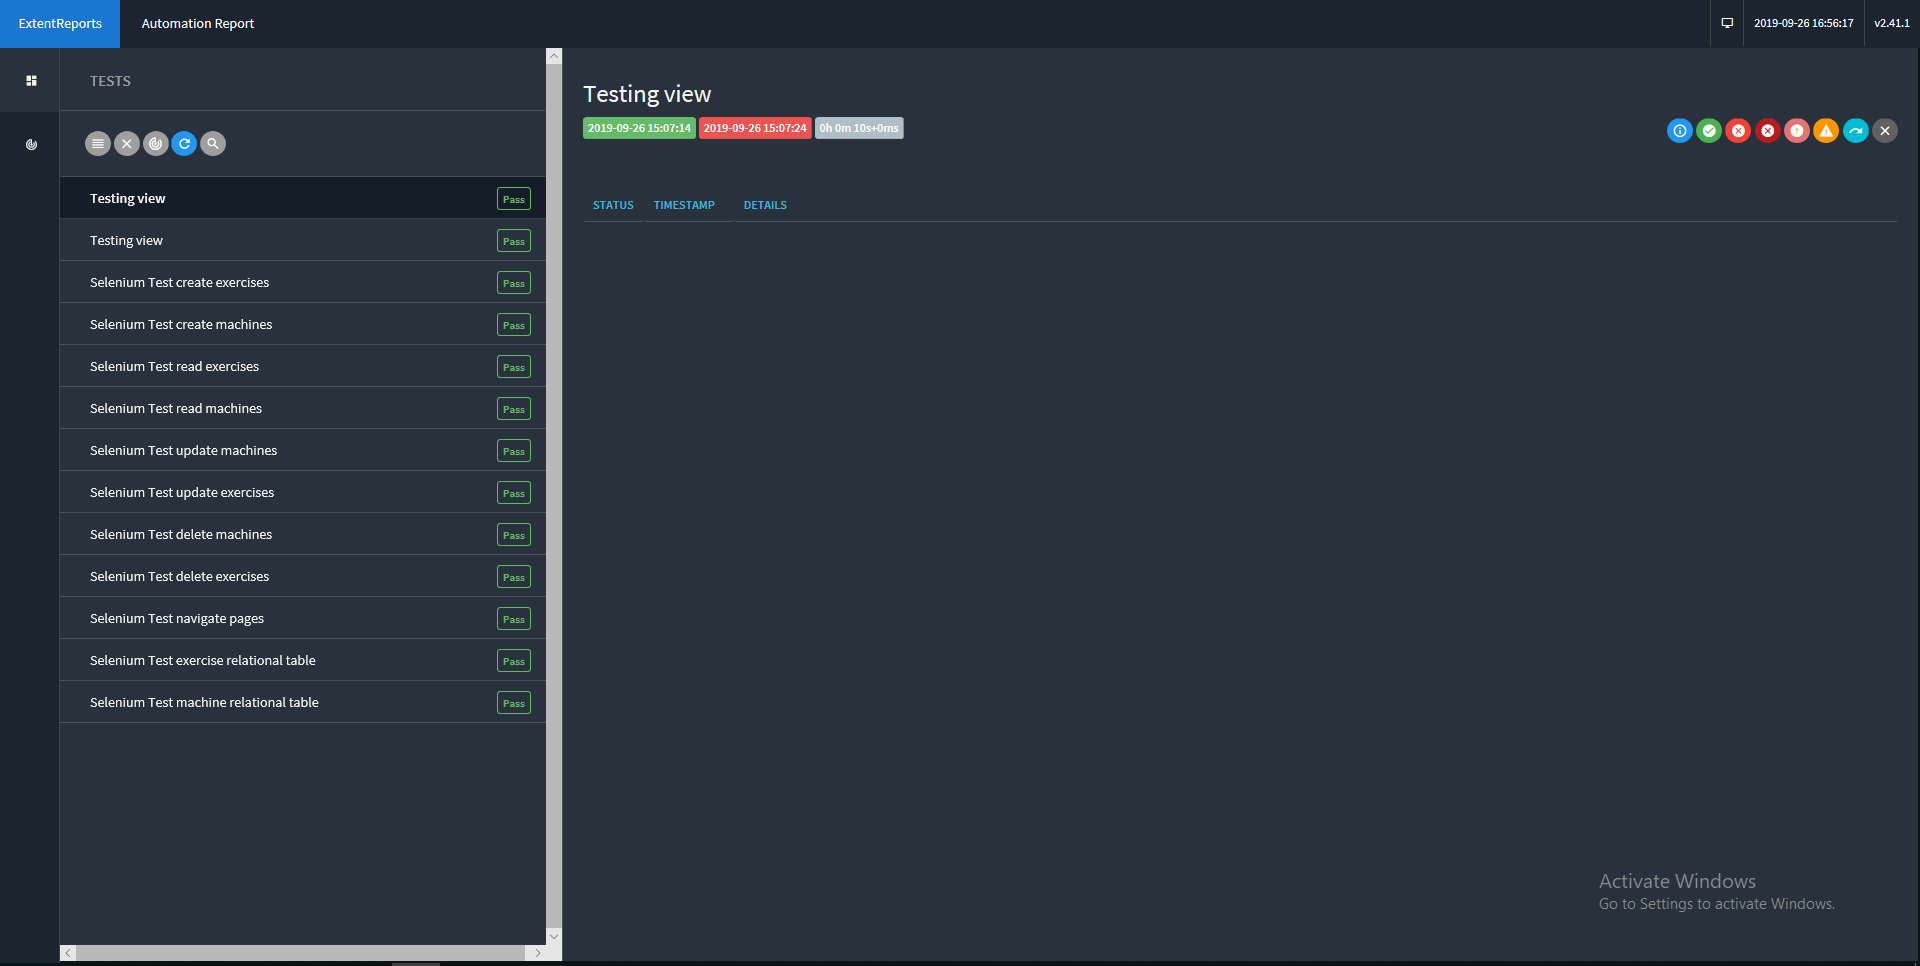 ExtentReports
Automation Report
2019-09-26 16:56:17
v2.41.1
TESTS
Testing view Pass
Testing view Pass
Selenium Test create exercises Pass
Selenium Test create machines Pass
Selenium Test read exercises Pass
Selenium Test read machines Pass
Selenium Test update machines Pass
Selenium Test update exercises Pass
Selenium Test delete machines Pass
Selenium Test delete exercises Pass
Selenium Test navigate pages Pass
Selenium Test exercise relational table Pass
Selenium Test machine relational table Pass
Testing view
2019-09-26 15:07:14 2019-09-26 15:07:24 0h 0m 10s+0ms
STATUS TIMESTAMP DETAILS
Activate Windows
Go to Settings to activate Windows.